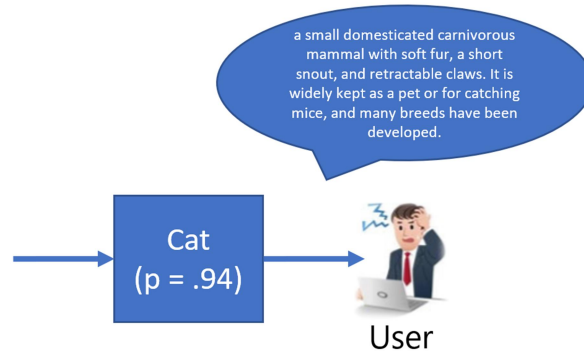 a small domesticated carnivorous
mammal with soft fur, a short
snout, and retractable claws. It is
widely kept as a pet or for catching
mice, and many breeds have been
developed.
Cat
(p = .94)
User